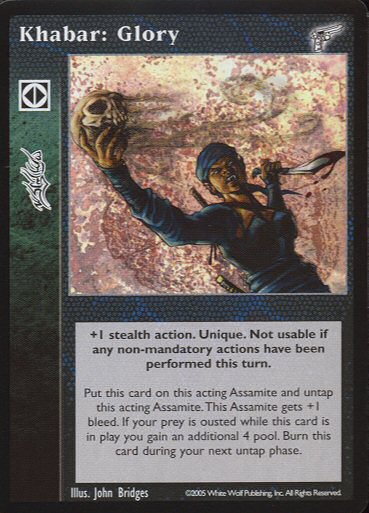 Khabar: Glory
+1 stealth action. Unique. Not usable if
any non-mandatory actions have been
performed this turn.
Put this card on this acting Assamite and untap
this acting Assamite. This Assamite gets +1
bleed. If your prey is ousted while this card is
in play you gain an additional 4 pool. Burn this
card during your next untap phase.
Illus. John Bridges
©2005 White Wolf Publishing, Inc. All Rights Reserved.